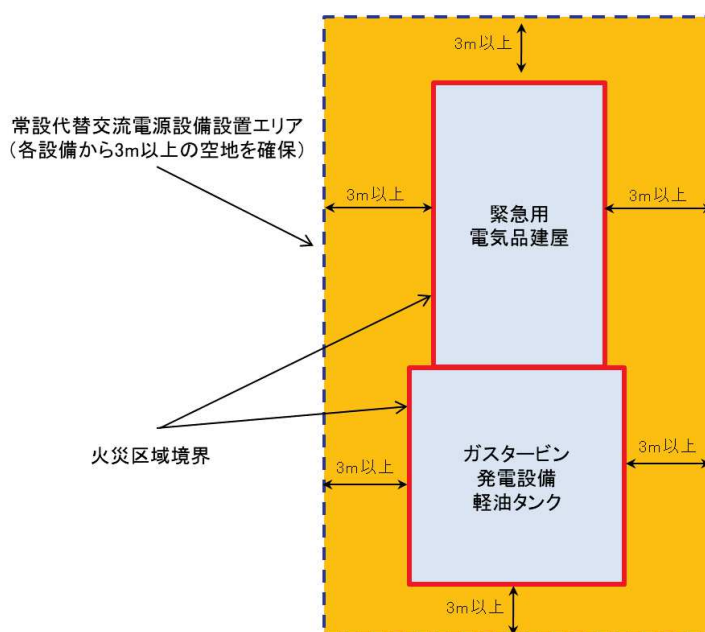 3m以上
常設代替交流電源設備設置エリア
（各設備から3m以上の空地を確保）
3m以上
3m以上
緊急用
電気品建屋
火災区域境界
3m以上
3m以上
ガスタービン
発電設備
軽油タンク
3m以上